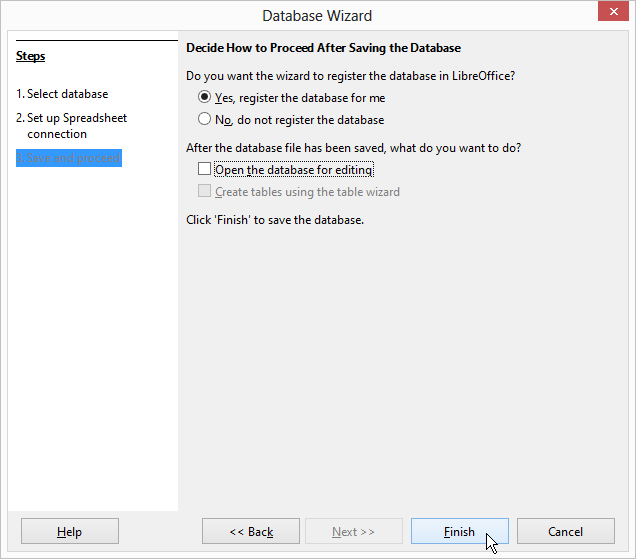 Database Wizard
Steps
1. Select database
2. Set up Spreadsheet
connection
3. Save and proceed
Decide How to Proceed After Saving the Database
Do you want the wizard to register the database in LibreOffice?
Yes, register the database for me
No, do not register the database
After the database file has been saved, what do you want to do?
Open the database for editing
Create tables using the table wizard
Click 'Finish' to save the database.
Help
<< Back
Next >>
Finish
Cancel